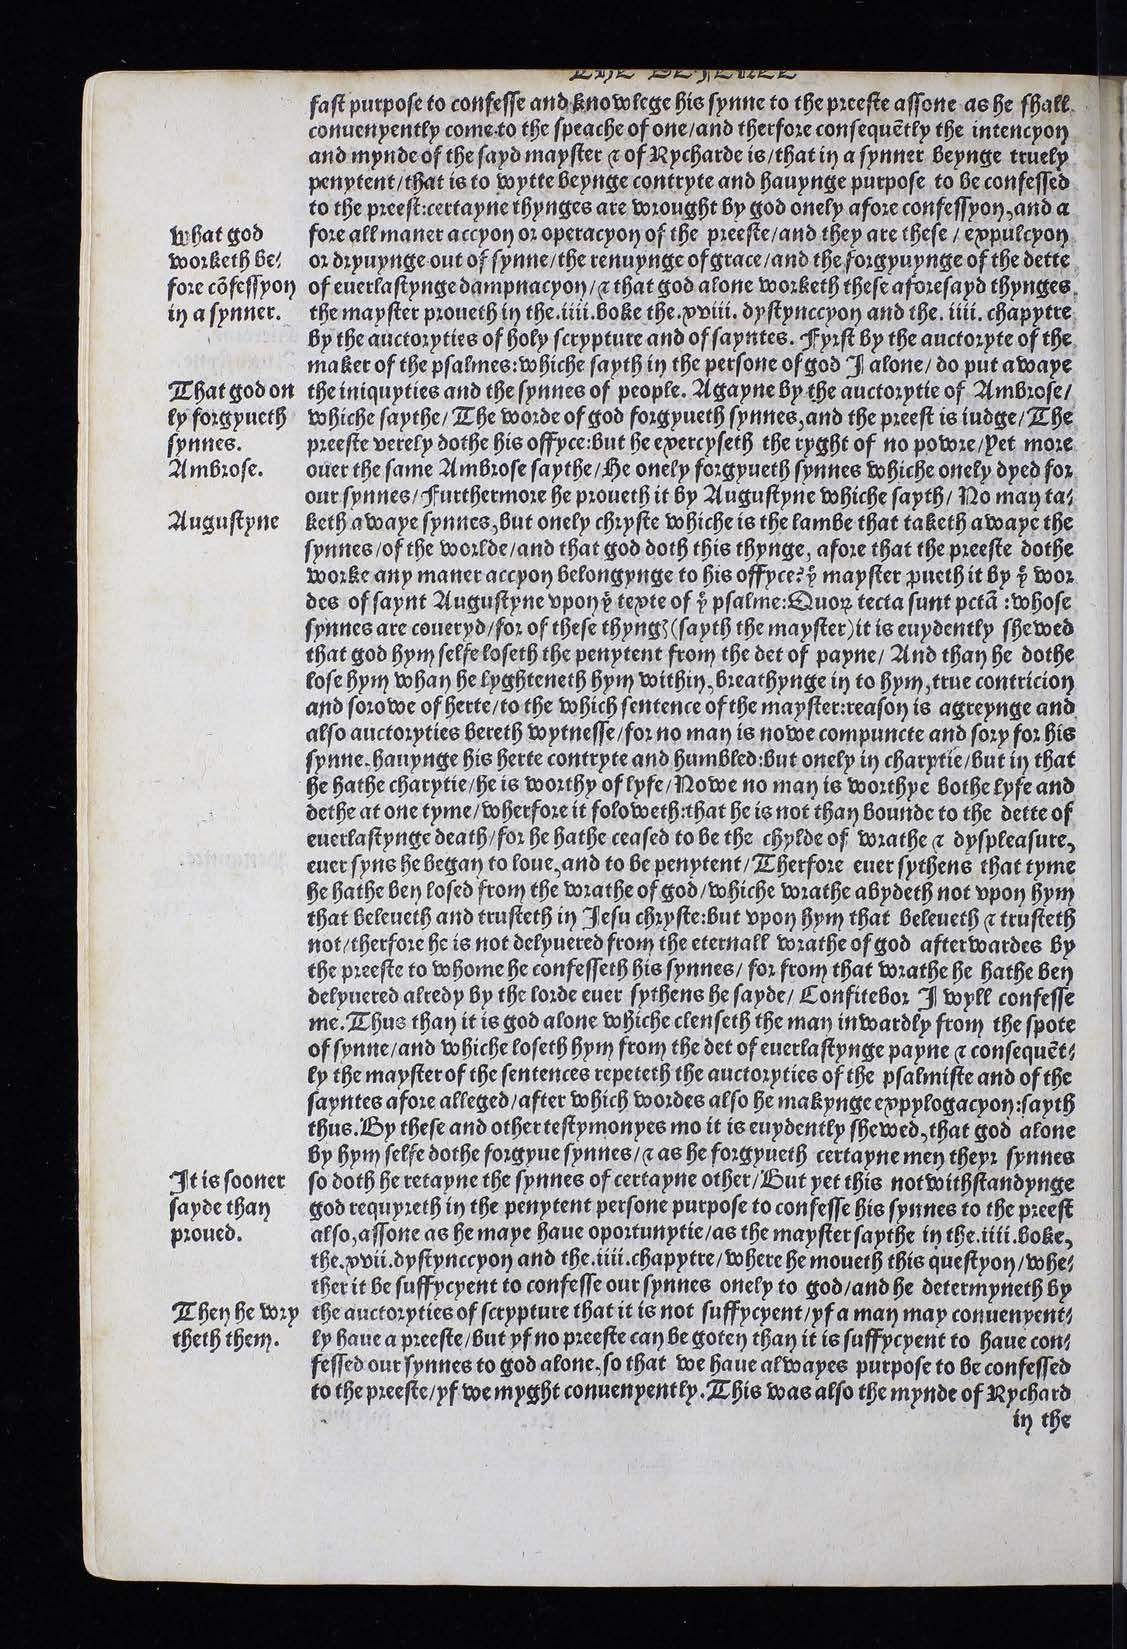 THE DEFENCE
fast purpose to confesse and knowlege his synne to the preeste assone as he shall
conuenyently come to the speache of one/and therfore consequētly the intencyon
and mynde of the sayd mayster ⁊ of Rycharde is/that in a synner beynge truely
penytent/that is to wytte beynge contryte and hauynge purpose to be confessed
to the preest:certayne thynges are wrought by god onely afore confessyon,and a
fore all maner accyon or operacyon of the preeste/and they are these/expulcyon
or dryuynge out of synne/the renuynge of grace/and the forgyuynge of the dette
of euerlastynge dampnacyon/⁊ that god alone worketh these aforesayd thynges
the mayster proueth in the.iiii.boke the.xviii. dystynccyon and the. iiii. chapytre
by the auctoryties of holy scrypture and of sayntes. Fyrst by the auctoryte of the
maker of the psalmes:whiche sayth in the persone of god I alone/do put awaye
the iniquyties and the synnes of people. Agayne by the auctorytie of Ambrose/
whiche saythe/The worde of god forgyueth synnes,and the preest is iudge/The
preeste verely dothe his offyce:but he exercyseth the ryght of no powre/Yet more
ouer the same Ambrose saythe/He onely forgyueth synnes whiche onely dyed for
our synnes/Furthermore he proueth it by Augustyne whiche sayth/No man ta⸗
keth awaye synnes,but onely chryste whiche is the lambe that taketh awaye the
synnes/of the worlde/and that god doth this thynge, afore that the preeste dothe
worke any maner accyon belongynge to his offyce?yͤ mayster ꝓueth it by yͤ wor
des of saynt Augustyne vpon yͤ texte of yͤ psalme:Quoꝝ tecta sunt pctā :whose
synnes are coueryd/for of these thyngꝭ(sayth the mayster)it is euydently shewed
that god hym selfe loseth the penytent from the det of payne/And than he dothe
lose hym whan he lyghteneth hym within,breathynge in to hym,true contricion
and sorowe of herte/to the which sentence of the mayster:reason is agreynge and
also auctoryties bereth wytnesse/for no man is nowe compuncte and sory for his
synne,hauynge his herte contryte and humbled:but onely in charytie/but in that
he hathe charytie/he is worthy of lyfe/Nowe no man is worthye bothe lyfe and
dethe at one tyme/wherfore it foloweth:that he is not than bounde to the dette of
euerlastynge death/for he hathe ceased to be the chylde of wrathe ⁊ dyspleasure,
euer syns he began to loue,and to be penytent/Therfore euer sythens that tyme
he hathe ben losed from the wrathe of god/whiche wrathe abydeth not vpon hym
that beleueth and trusteth in Jesu chryste:but vpon hym that beleueth ⁊ trusteth
not/therfore he is not delyuered from the eternall wrathe of god afterwardes by
the preeste to whome he confesseth his synnes/for from that wrathe he hathe ben
delyuered alredy by the lorde euer sythens he sayde/Confitebor I wyll confesse
me.Thus than it is god alone whiche clenseth the man inwardly from the spote
of synne/and whiche loseth hym from the det of euerlastynge payne ⁊ consequēt⸗
ly the mayster of the sentences repeteth the auctoryties of the psalmiste and of the
sayntes afore alleged/after which wordes also he makynge exppylogacyon:sayth
thus.By these and other testymonyes mo it is euydently shewed,that god alone
by hym selfe dothe forgyue synnes/⁊ as he forgyueth certayne men theyr synnes
so doth he retayne the synnes of certayne other/But yet this notwithstandynge
god requyreth in the penytent persone purpose to confesse his synnes to the preest
also,assone as he maye haue oportunytie/as the mayster saythe in the.iiii.boke,
the.xvii.dystynccyon and the.iiii.chapytre/where he moueth this questyon/whe⸗
ther it be suffycyent to confesse our synnes onely to god/and he determyneth by
the auctoryties of scrypture that it is not suffycyent/yf a man may conuenyent⸗
ly haue a preeste/but yf no preeste can be goten than it is suffycyent to haue con⸗
fessed our synnes to god alone,so that we haue alwayes purpose to be confessed
to the preeste/yf we myght conuenyently.This was also the mynde of Rychard
in the
What god
worketh be⸗
fore cōfessyon
in a synner.
That god on
ly forgyueth
synnes.
Ambrose.
Augustyne
It is sooner
sayde than
proued.
Then he wry
theth them.